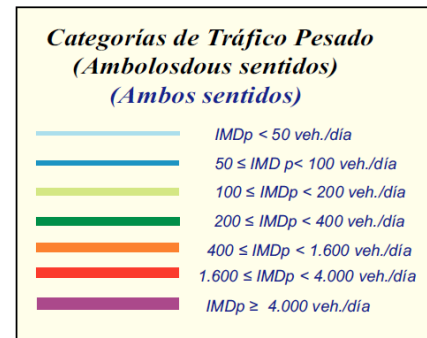 Categorías de Tráfico Pesado
(Ambolosdous sentidos)
(Ambos sentidos)
IMDp < 50 veh./día
50 ≤ IMD p< 100 veh./día
100 ≤ IMDp < 200 veh./día
200 ≤ IMDp < 400 veh./día
400 ≤ IMDp < 1.600 veh./día
1.600 ≤ IMDp < 4.000 veh./día
IMDp ≥ 4.000 veh./día